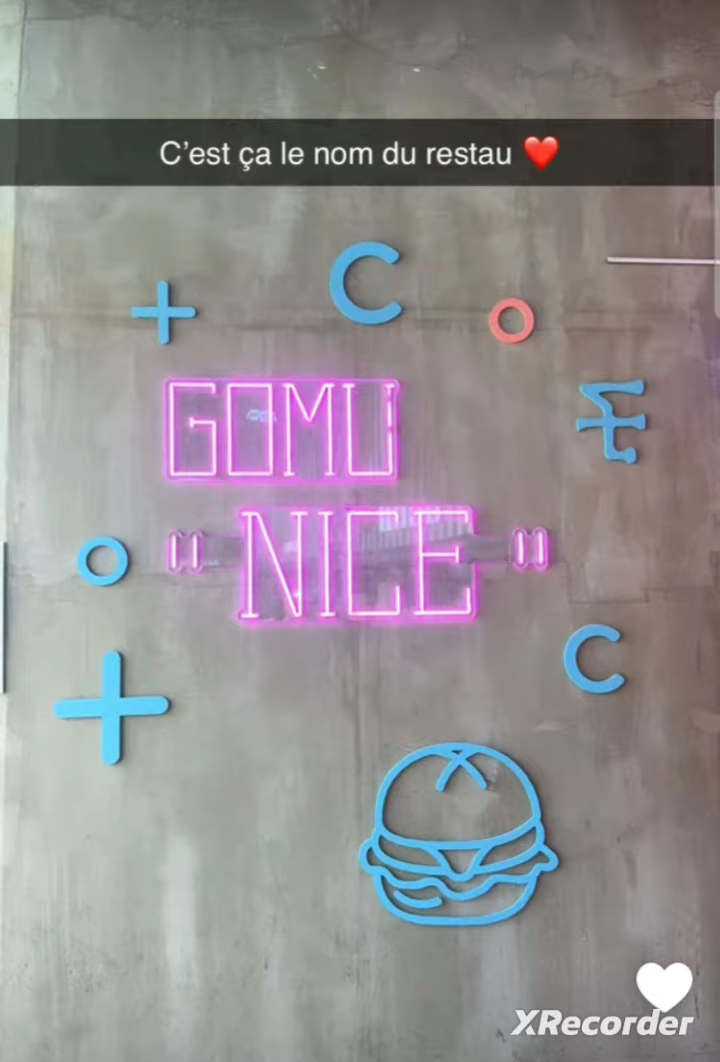 C'est ça le nom du restau ❤️
C
GOMU
"NICE"
C
XRecorder